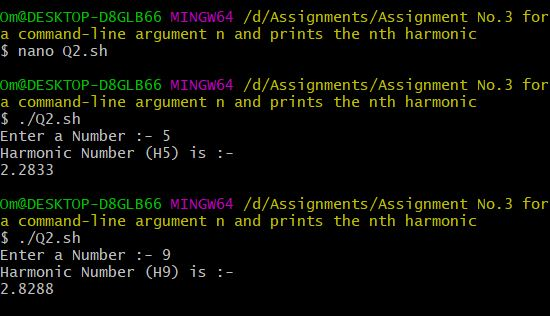 Om@DESKTOP-D8GLB66 MINGW64 /d/Assignments/Assignment No.3 for
a command-line argument n and prints the nth harmonic
$ nano Q2.sh
Om@DESKTOP-D8GLB66 MINGW64 /d/Assignments/Assignment No.3 for
a command-line argument n and prints the nth harmonic
$ ./Q2.sh
Enter a Number :- 5
Harmonic Number (H5) is :-
2.2833
Om@DESKTOP-D8GLB66 MINGW64 /d/Assignments/Assignment No.3 for
a command-line argument n and prints the nth harmonic
$ ./Q2.sh
Enter a Number :- 9
Harmonic Number (H9) is :-
2.8288